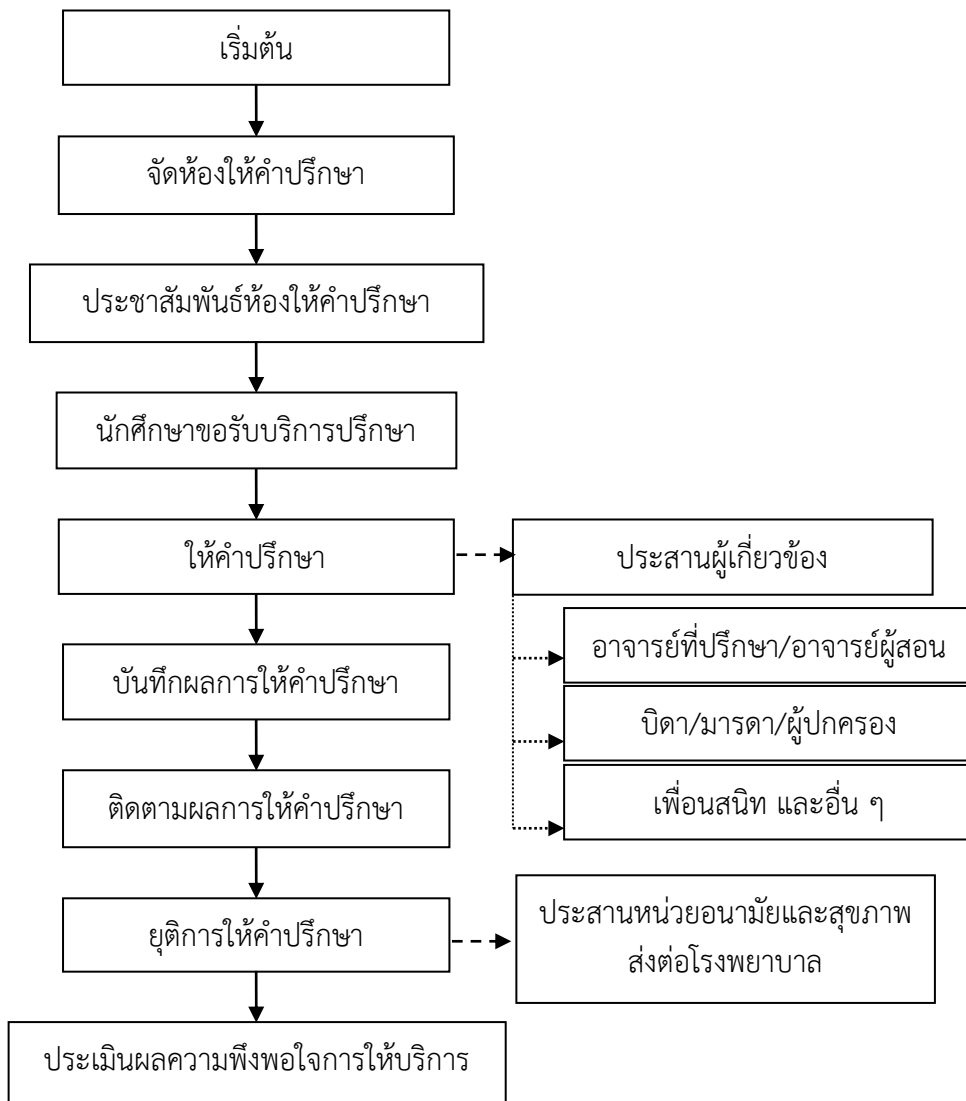 เริ่มต้น
จัดห้องให้คำปรึกษา
ประชาสัมพันธ์ห้องให้คำปรึกษา
นักศึกษาขอรับบริการปรึกษา
ให้คำปรึกษา
ประสานผู้เกี่ยวข้อง
อาจารย์ที่ปรึกษา/อาจารย์ผู้สอน
บิดา/มารดา/ผู้ปกครอง
เพื่อนสนิท และอื่น ๆ
บันทึกผลการให้คำปรึกษา
ติดตามผลการให้คำปรึกษา
ยุติการให้คำปรึกษา
ประสานหน่วยอนามัยและสุขภาพ
ส่งต่อโรงพยาบาล
ประเมินผลความพึงพอใจการให้บริการ